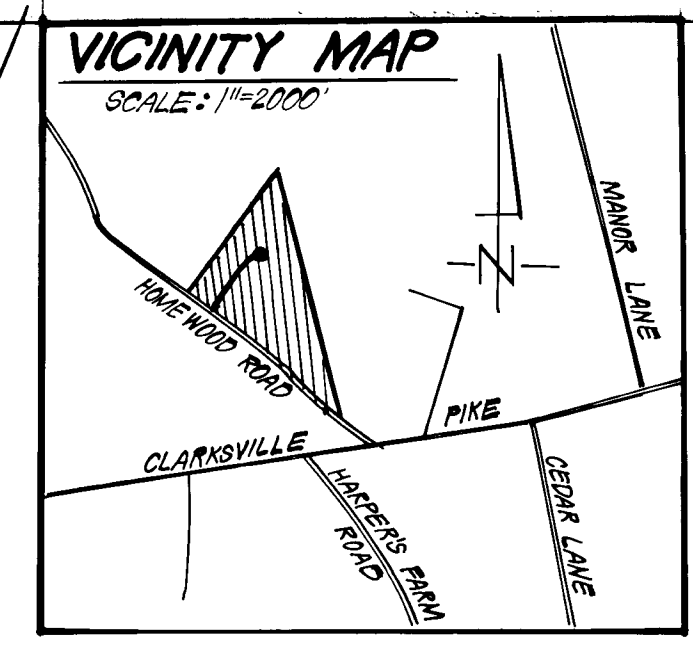 VICINITY MAP
SCALE: 1"=2000'
MANOR LANE
N
HOMEWOOD ROAD
PIKE
CLARKSVILLE
HARPER'S FARM
ROAD
CEDAR LANE